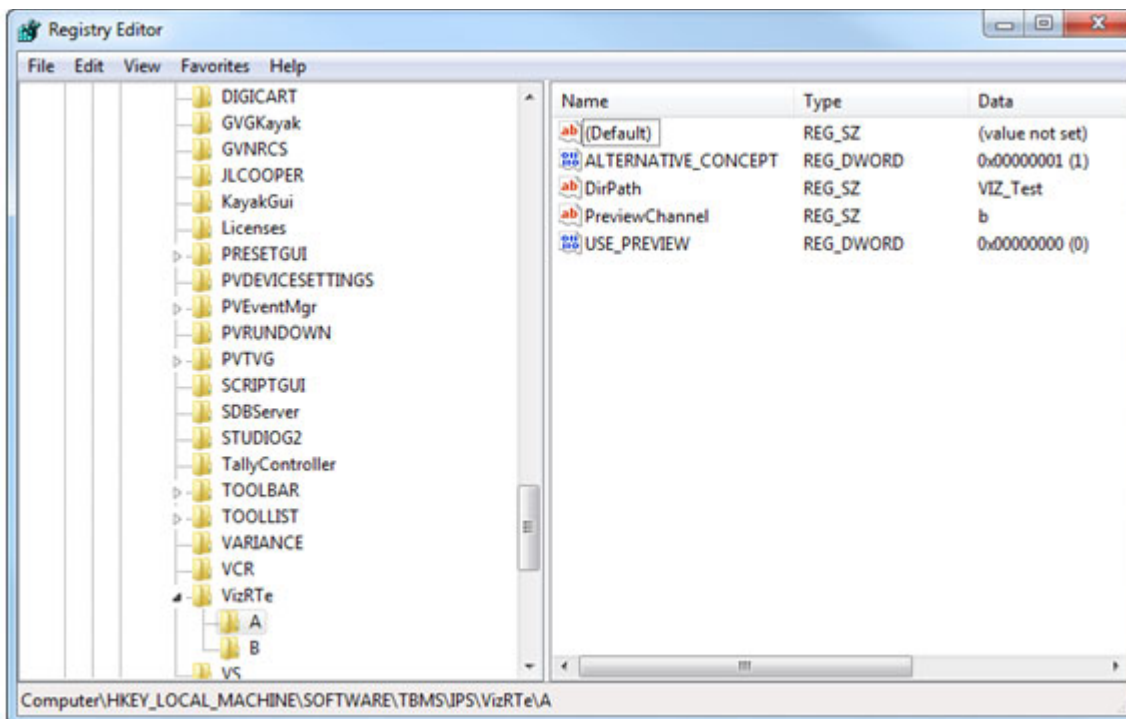 Registry Editor
File Edit View Favorites Help
DIGICART
GVGKayak
GVNRCS
JLCOOPER
KayakGui
Licenses
PRESETGUI
PVDEVICESETTINGS
PVEventMgr
PVRUNDOWN
PVTVG
SCRIPTGUI
SDBServer
STUDIOG2
TallyController
TOOLBAR
TOOLLIST
VARIANCE
VCR
VizRTe
A
B
VS
Name Type Data
(Default) REG_SZ (value not set)
ALTERNATIVE_CONCEPT REG_DWORD 0x00000001 (1)
DirPath REG_SZ VIZ_Test
PreviewChannel REG_SZ b
USE_PREVIEW REG_DWORD 0x00000000 (0)
Computer\HKEY_LOCAL_MACHINE\SOFTWARE\TBMS\IPS\VizRTe\A